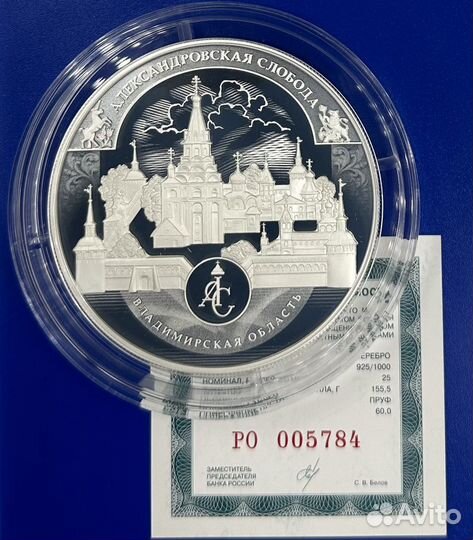 АЛЕКСАНДРОВСКАЯ СЛОБОДА
АС
ВЛАДИМИРСКАЯ ОБЛАСТЬ
СЕРЕБРО
925/1000
НОМИНАЛ,
25
Г
155,5
ПРУФ
60.0
РО 005784
ЗАМЕСТИТЕЛЬ
ПРЕДСЕДАТЕЛЯ
БАНКА РОССИИ
С. В. Белов
Avito